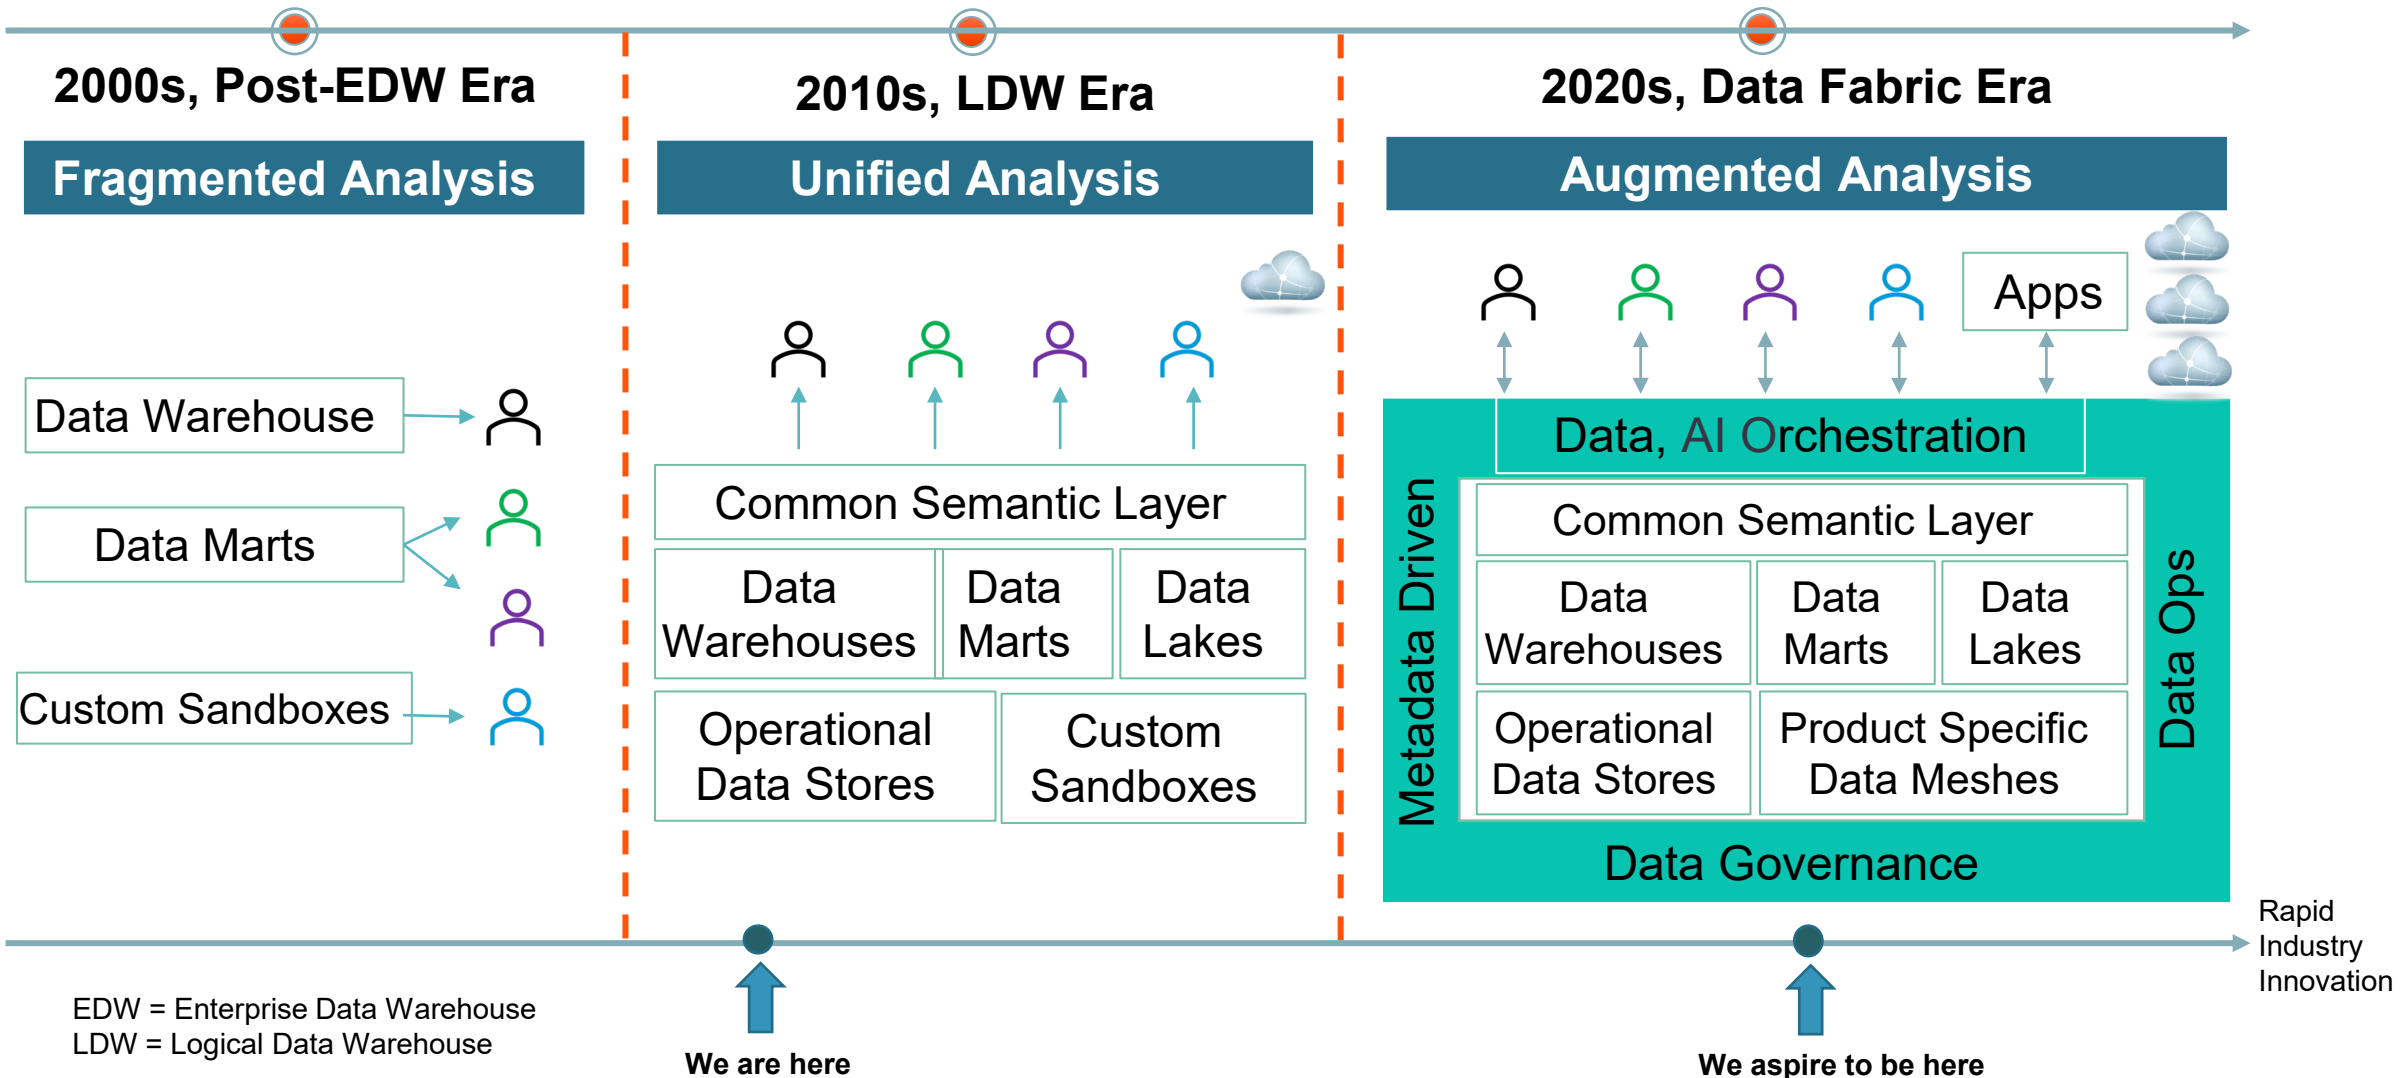 2000s, Post-EDW Era
Fragmented Analysis
Data Warehouse
Data Marts
Custom Sandboxes
2010s, LDW Era
Unified Analysis
Common Semantic Layer
Data
Warehouses
Data
Marts
Data
Lakes
Operational
Data Stores
Custom
Sandboxes
2020s, Data Fabric Era
Augmented Analysis
Apps
Data, AI Orchestration
Metadata Driven
Common Semantic Layer
Data
Warehouses
Data
Marts
Data
Lakes
Operational
Data Stores
Product Specific
Data Meshes
Data Ops
Data Governance
Rapid
Industry
Innovation
EDW = Enterprise Data Warehouse
LDW = Logical Data Warehouse
We are here
We aspire to be here